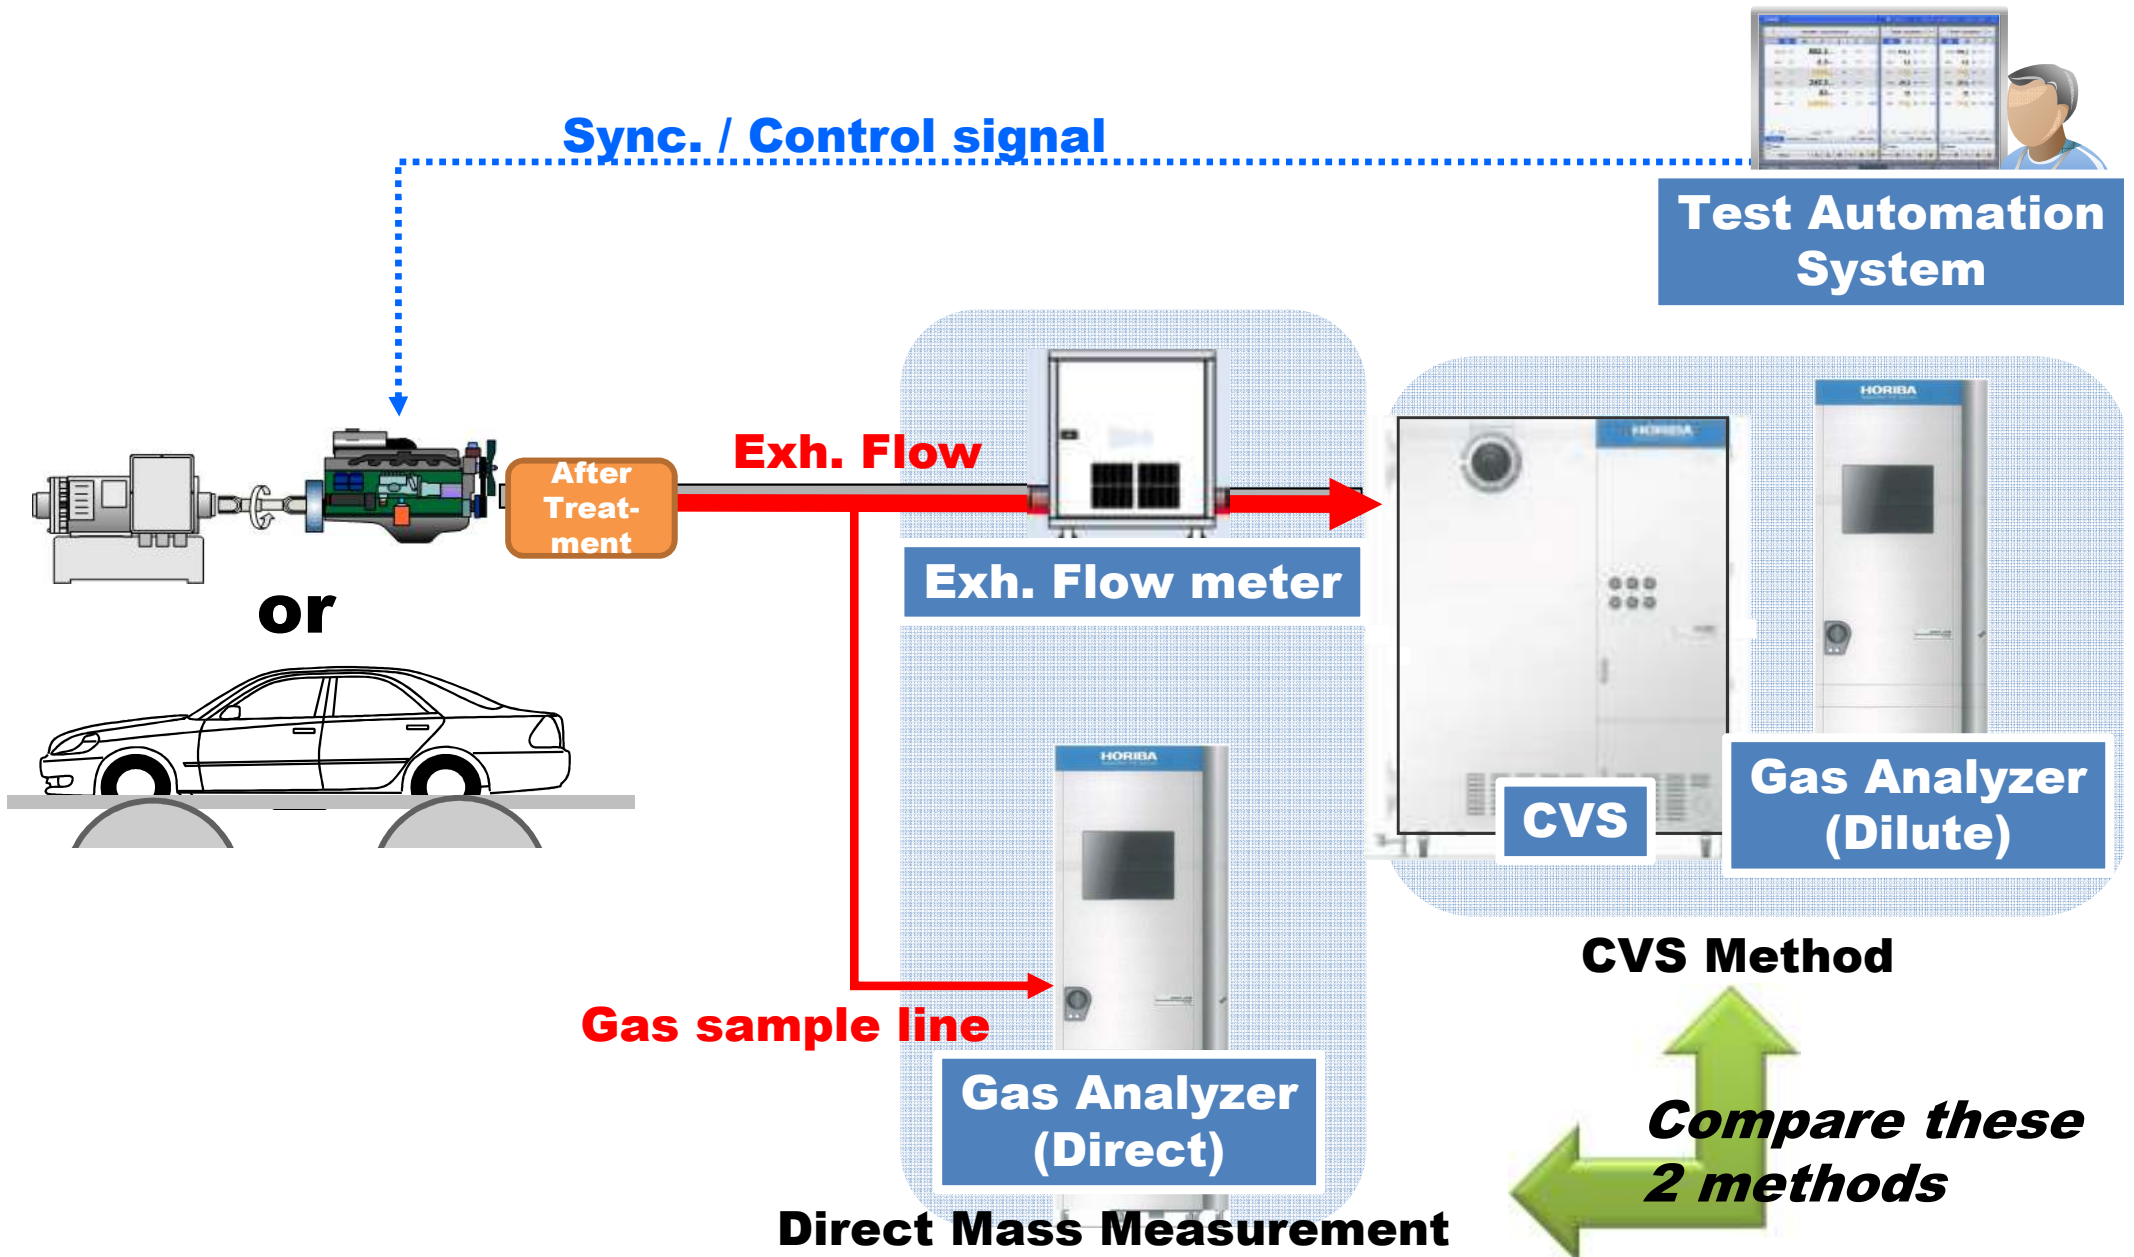 Sync. / Control signal
Test Automation
System
HORIBA
HORIBA
Exh. Flow
After
Treat-
ment
Exh. Flow meter
or
HORIBA
CVS
Gas Analyzer
(Dilute)
CVS Method
Gas sample line
Gas Analyzer
(Direct)
Compare these
2 methods
Direct Mass Measurement